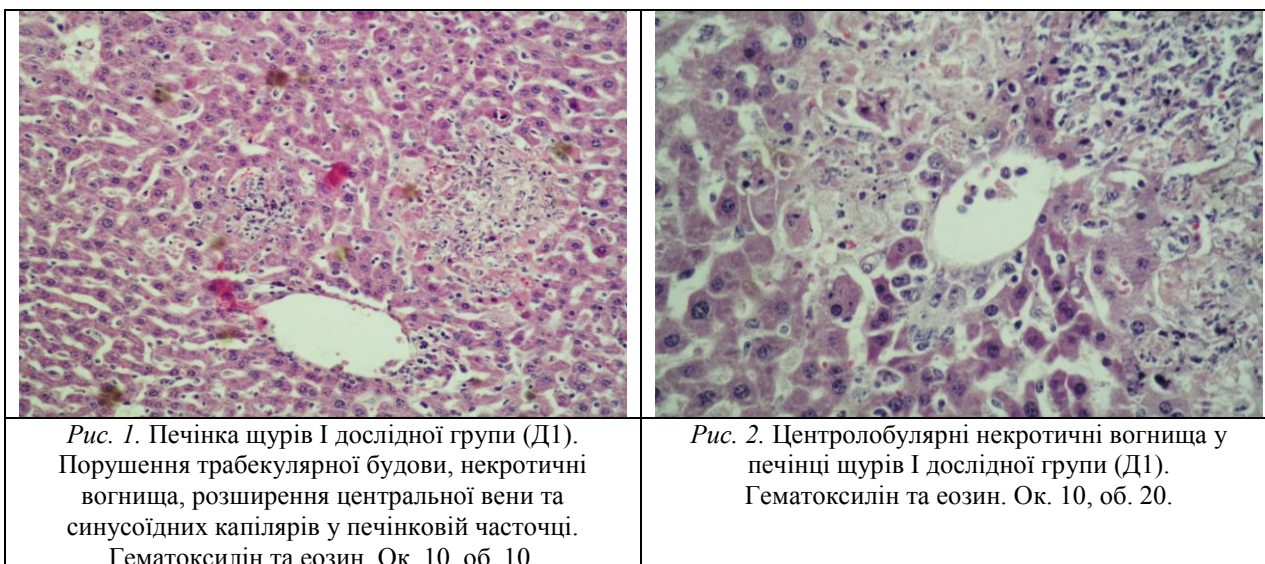 Рис. 1. Печінка щурів І дослідної групи (Д1).
Порушення трабекулярної будови, некротичні
вогнища, розширення центральної вени та
синусоїдних капілярів у печінковій часточці.
Гематоксилін та еозин. Ок. 10, об. 10
Рис. 2. Центролобулярні некротичні вогнища у
печінці щурів І дослідної групи (Д1).
Гематоксилін та еозин. Ок. 10, об. 20.